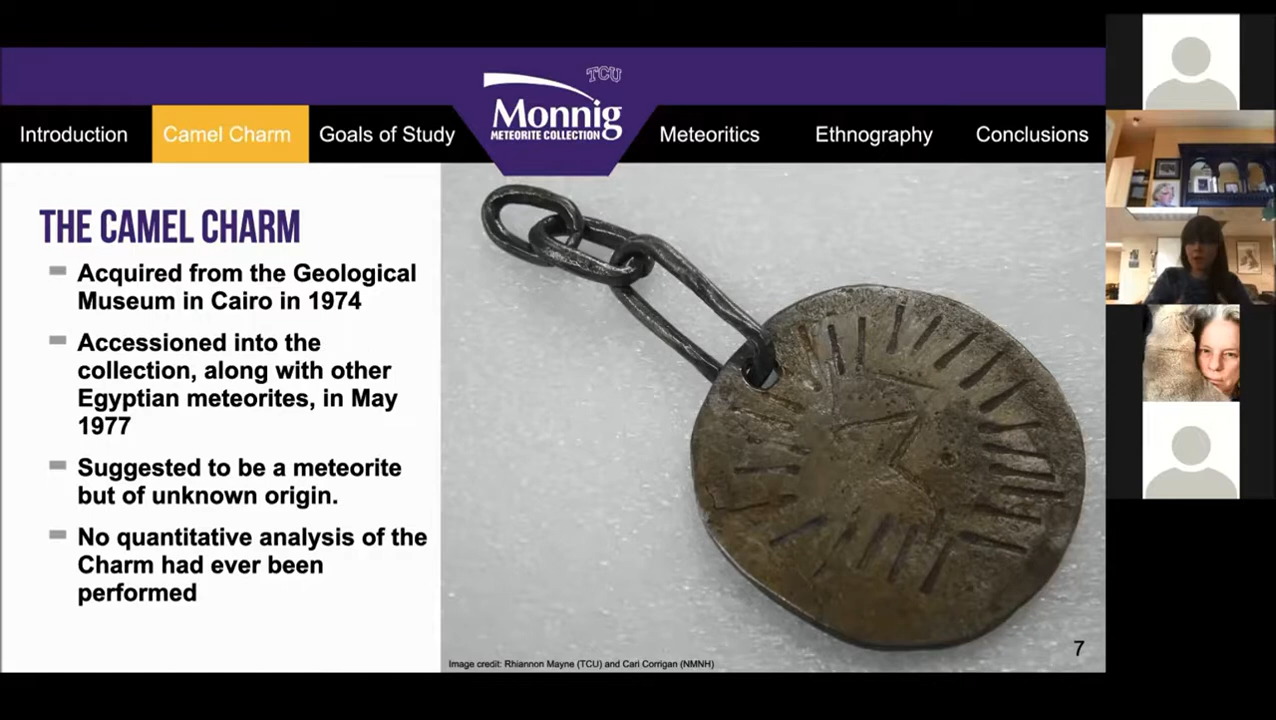 TCU
Monnig
METEORITE COLLECTION
Introduction
Camel Charm
Goals of Study
Meteoritics
Ethnography
Conclusions
THE CAMEL CHARM
Acquired from the Geological
Museum in Cairo in 1974
Accessioned into the
collection, along with other
Egyptian meteorites, in May
1977
Suggested to be a meteorite
but of unknown origin.
No quantitative analysis of the
Charm had ever been
performed
Image credit: Rhiannon Mayne (TCU) and Cari Corrigan (NMNH)
7